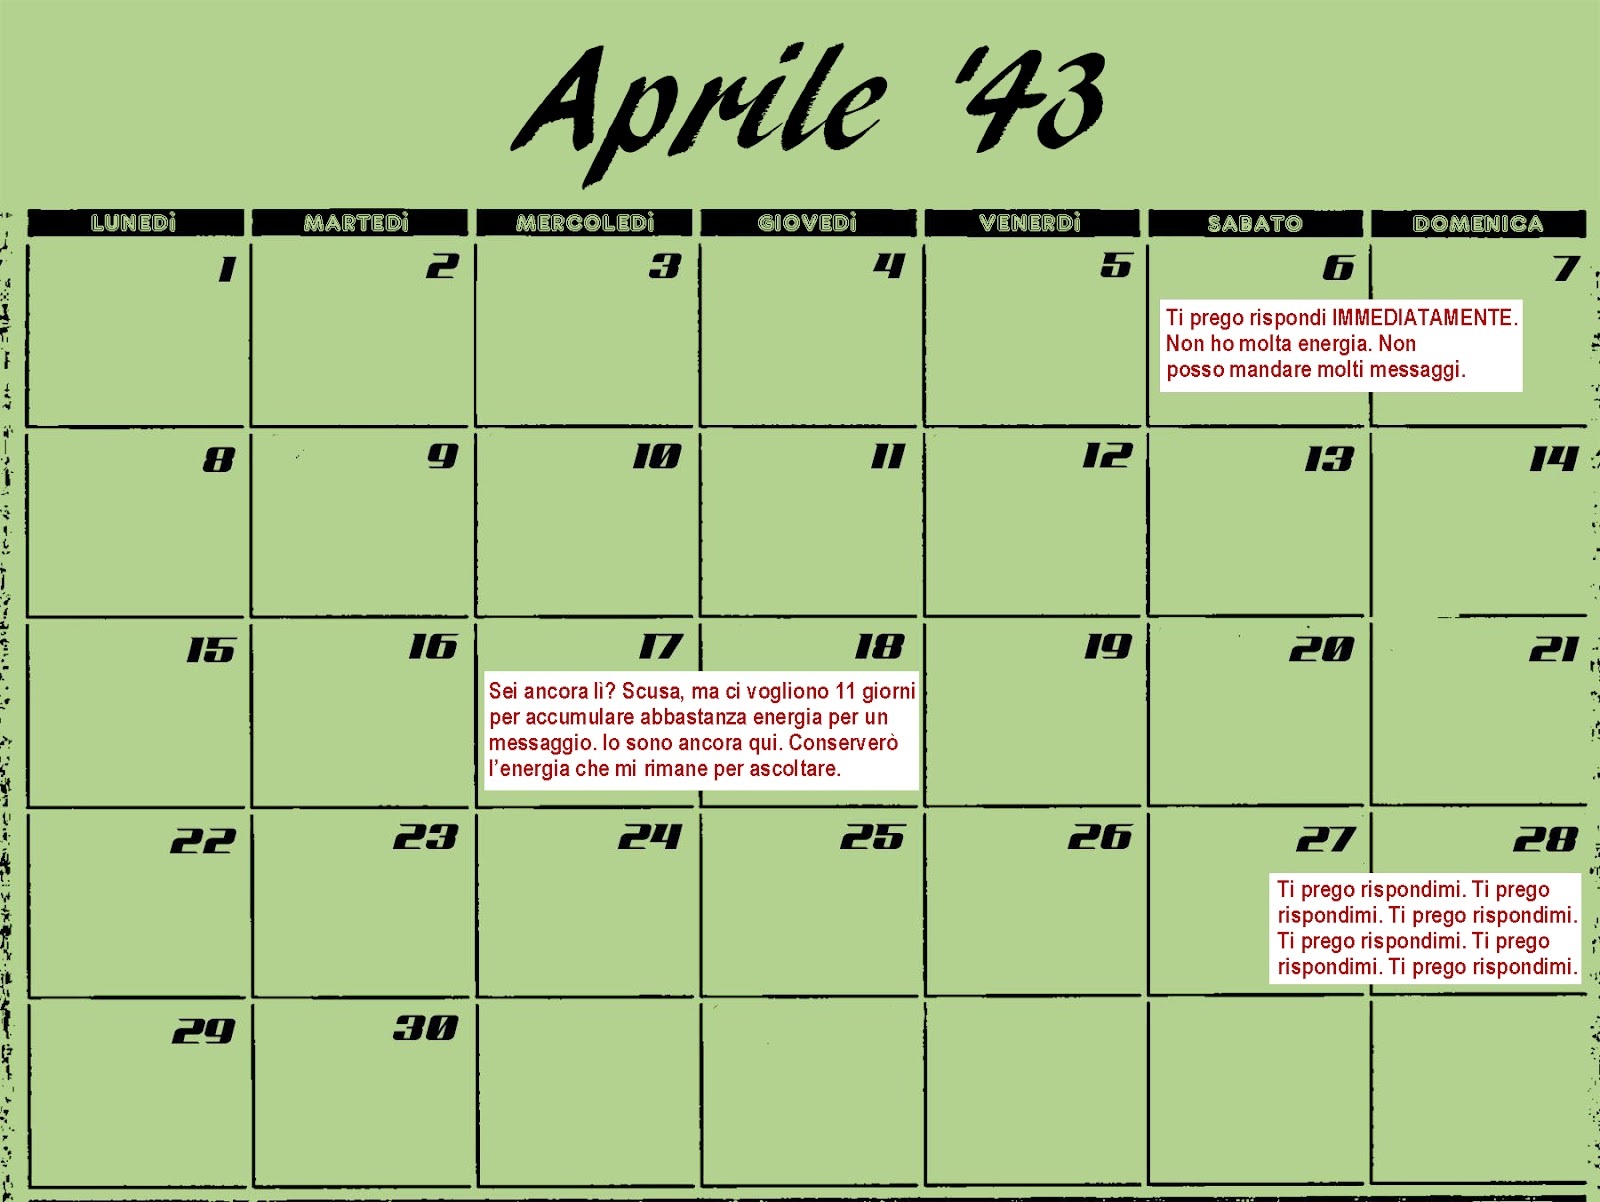 Aprile '43
LUNEDì MARTEDì MERCOLEDì GIOVEDì VENERDì SABATO DOMENICA
1 2 3 4 5 6 7
Ti prego rispondi IMMEDIATAMENTE.
Non ho molta energia. Non
posso mandare molti messaggi.
8 9 10 11 12 13 14
15 16 17 18 19 20 21
Sei ancora lì? Scusa, ma ci vogliono 11 giorni
per accumulare abbastanza energia per un
messaggio. Io sono ancora qui. Conserverò
l’energia che mi rimane per ascoltare.
22 23 24 25 26 27 28
Ti prego rispondimi. Ti prego
rispondimi. Ti prego rispondimi.
Ti prego rispondimi. Ti prego
rispondimi. Ti prego rispondimi.
29 30